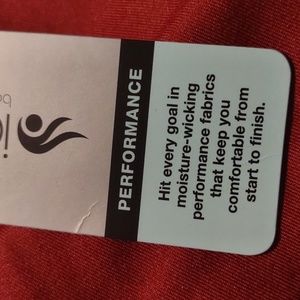 PERFORMANCE
Hit every goal in
moisture-wicking
performance fabrics
that keep you
comfortable from
start to finish.